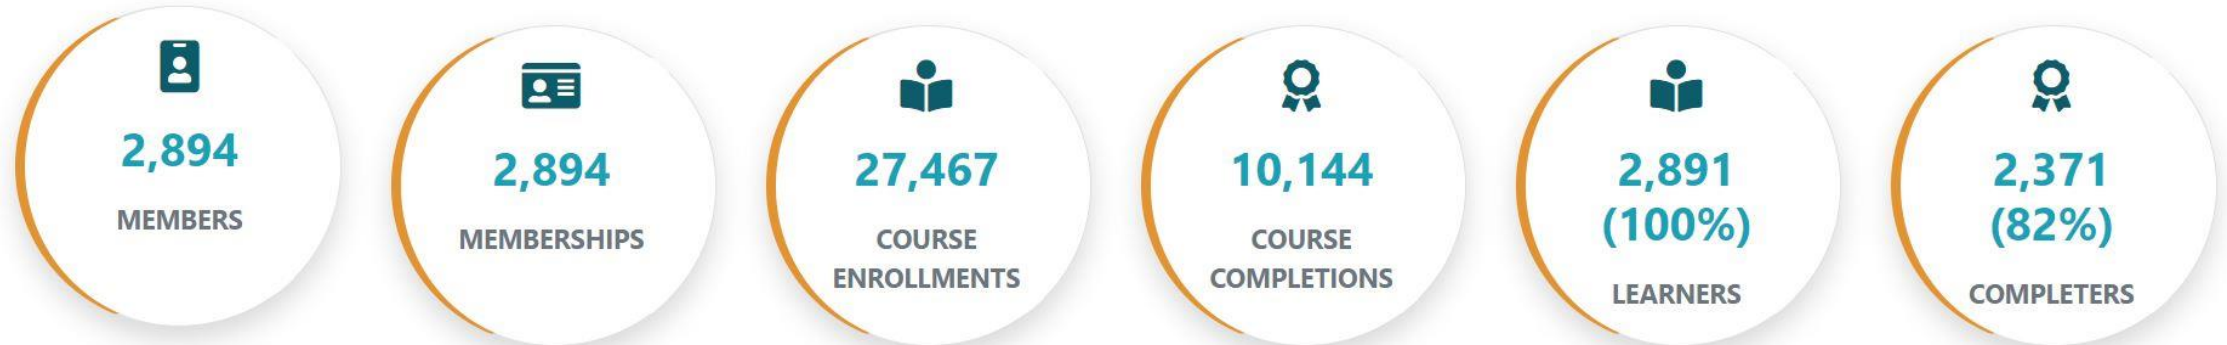 2,894
MEMBERS
2,894
MEMBERSHIPS
27,467
COURSE
ENROLLMENTS
10,144
COURSE
COMPLETIONS
2,891
(100%)
LEARNERS
2,371
(82%)
COMPLETERS